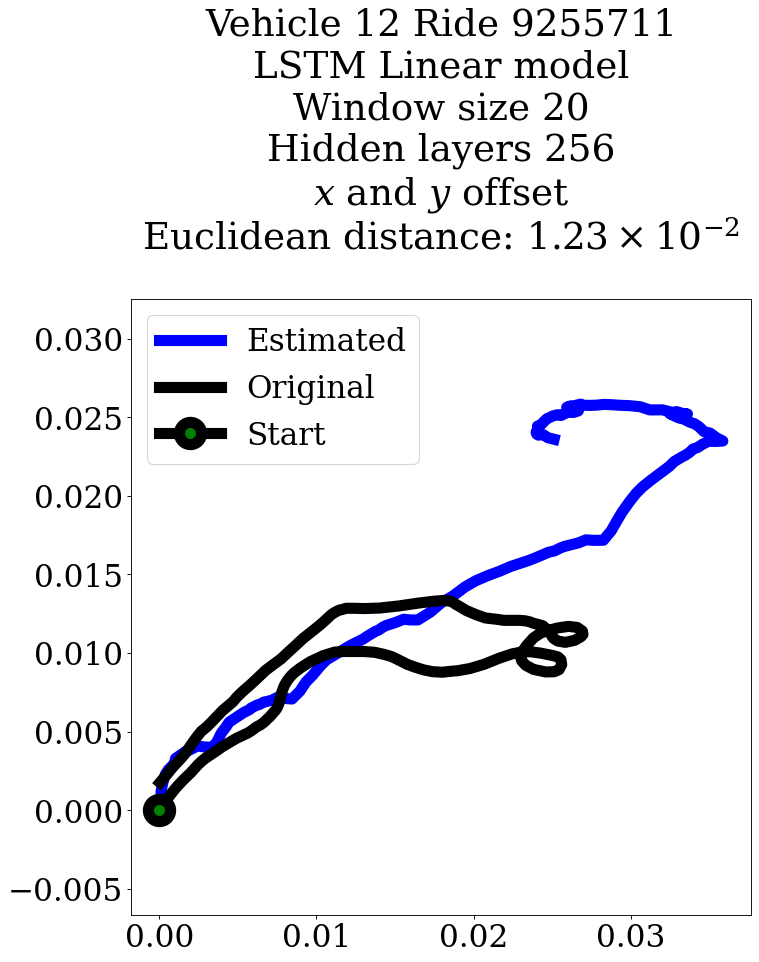 Vehicle 12 Ride 9255711
LSTM Linear model
Window size 20
Hidden layers 256
x and y offset
Euclidean distance: 1.23 × 10⁻²
Estimated
Original
Start
0.030
0.025
0.020
0.015
0.010
0.005
0.000
−0.005
0.00 0.01 0.02 0.03